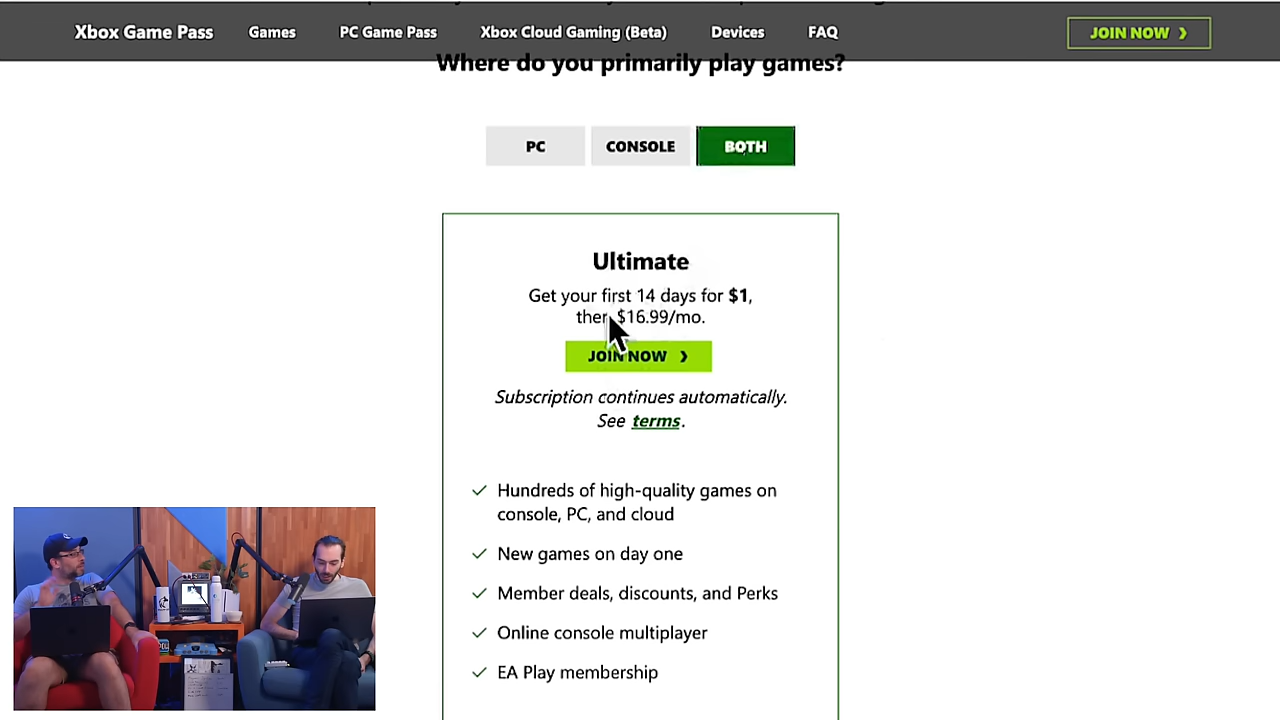 Xbox Game Pass Games PC Game Pass Xbox Cloud Gaming (Beta) Devices FAQ JOIN NOW
Where do you primarily play games?
PC CONSOLE BOTH
Ultimate
Get your first 14 days for $1,
then $16.99/mo.
JOIN NOW
Subscription continues automatically.
See terms.
Hundreds of high-quality games on
console, PC, and cloud
New games on day one
Member deals, discounts, and Perks
Online console multiplayer
EA Play membership